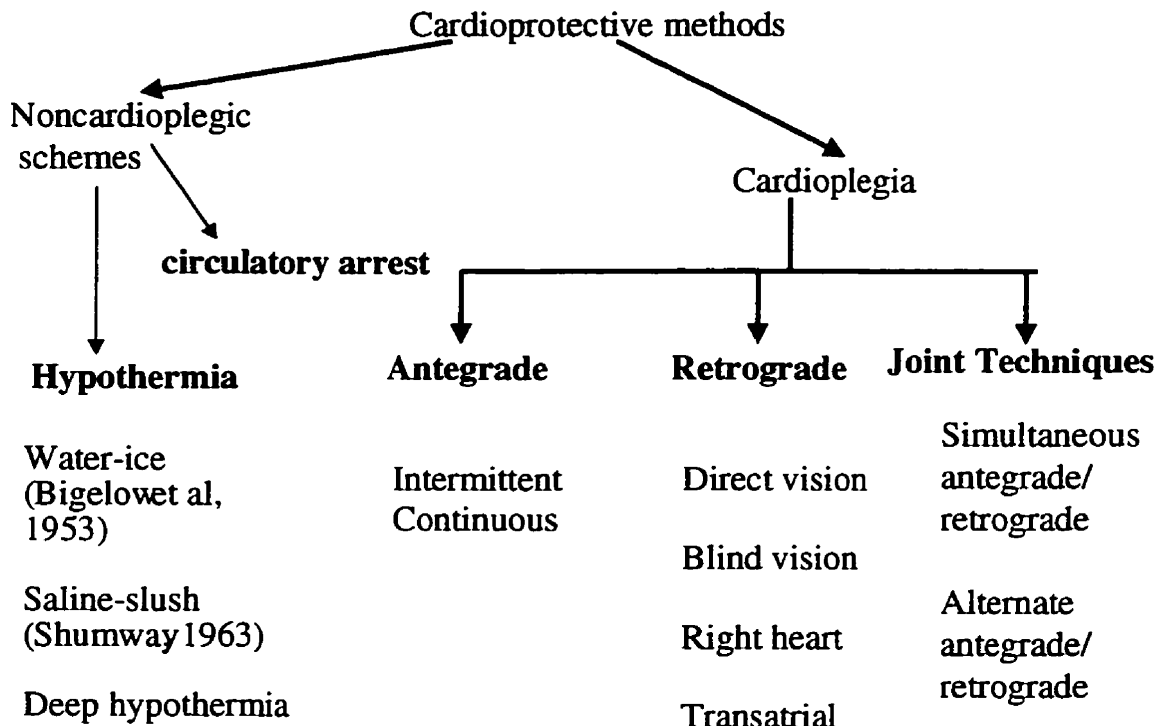 Cardioprotective methods
Noncardioplegic
schemes
Cardioplegia
circulatory arrest
Hypothermia
Antegrade
Retrograde
Joint Techniques
Water-ice
(Bigelowet al,
1953)
Saline-slush
(Shumway 1963)
Deep hypothermia
Intermittent
Continuous
Direct vision
Blind vision
Right heart
Transatrial
Simultaneous
antegrade/
retrograde
Alternate
antegrade/
retrograde